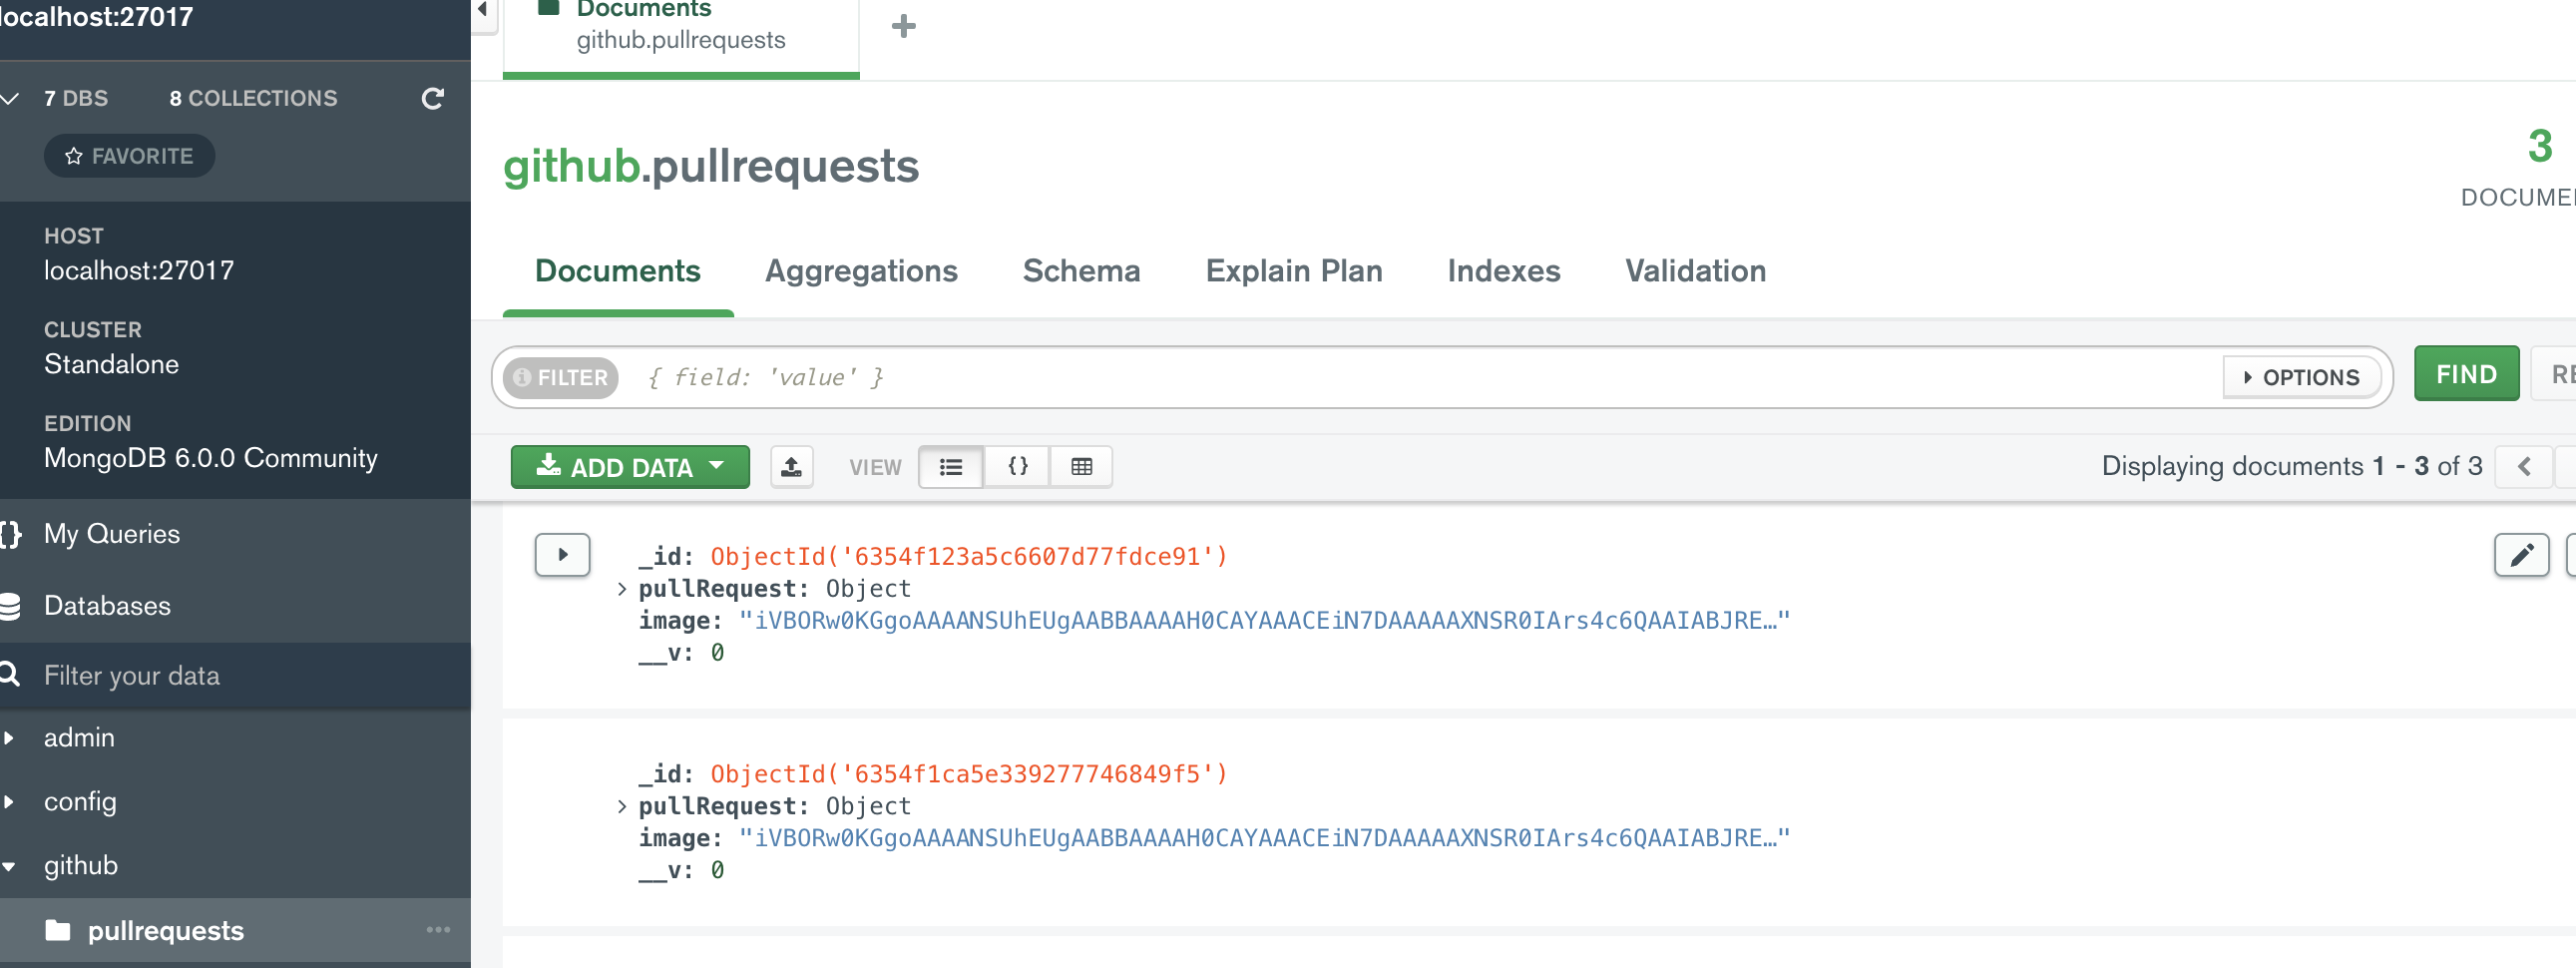 localhost:27017
7 DBS 8 COLLECTIONS
FAVORITE
HOST
localhost:27017
CLUSTER
Standalone
EDITION
MongoDB 6.0.0 Community
{} My Queries
Databases
Filter your data
admin
config
github
pullrequests
Documents
github.pullrequests
github.pullrequests
3
DOCUME
Documents Aggregations Schema Explain Plan Indexes Validation
FILTER { field: 'value' } OPTIONS FIND RE
ADD DATA VIEW {} Displaying documents 1 - 3 of 3
_id: ObjectId('6354f123a5c6607d77fdce91')
pullRequest: Object
image: "iVBORw0KGgoAAAANSUhEUgAABBAAAAH0CAYAAACEiN7DAAAAAXNSR0IArs4c6QAAIABJRE…"
__v: 0
_id: ObjectId('6354f1ca5e339277746849f5')
pullRequest: Object
image: "iVBORw0KGgoAAAANSUhEUgAABBAAAAH0CAYAAACEiN7DAAAAAXNSR0IArs4c6QAAIABJRE…"
__v: 0